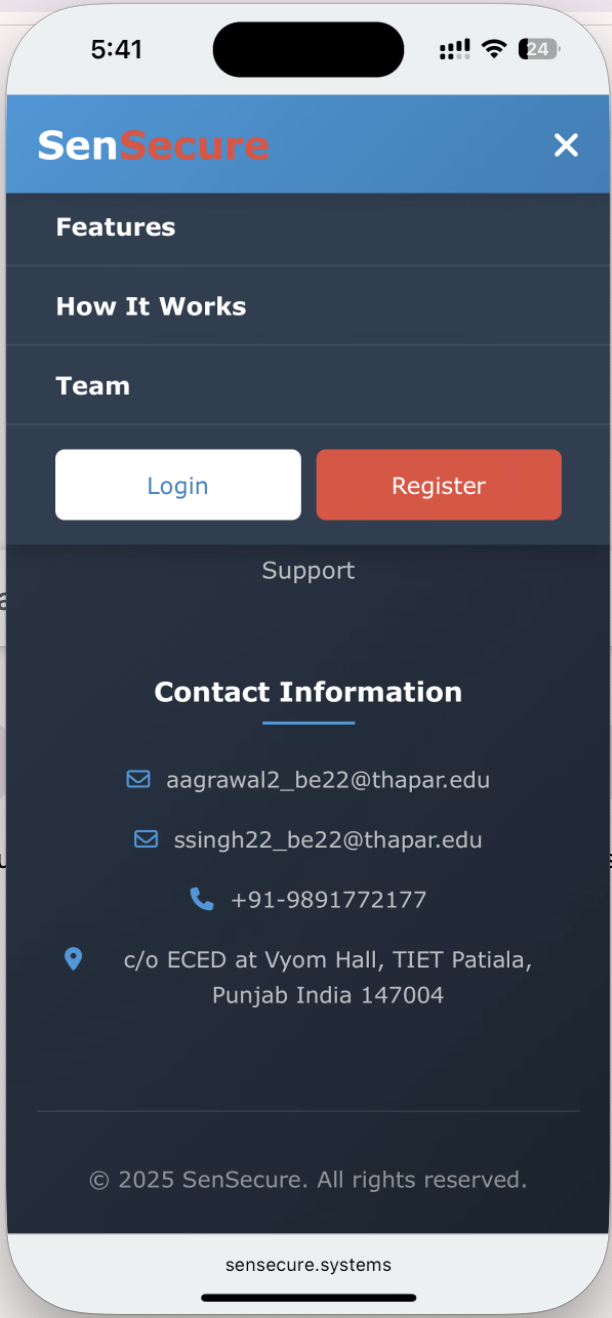 5:41
24
SenSecure
Features
How It Works
Team
Login
Register
Support
Contact Information
aagrawal2_be22@thapar.edu
ssingh22_be22@thapar.edu
+91-9891772177
c/o ECED at Vyom Hall, TIET Patiala,
Punjab India 147004
© 2025 SenSecure. All rights reserved.
sensecure.systems